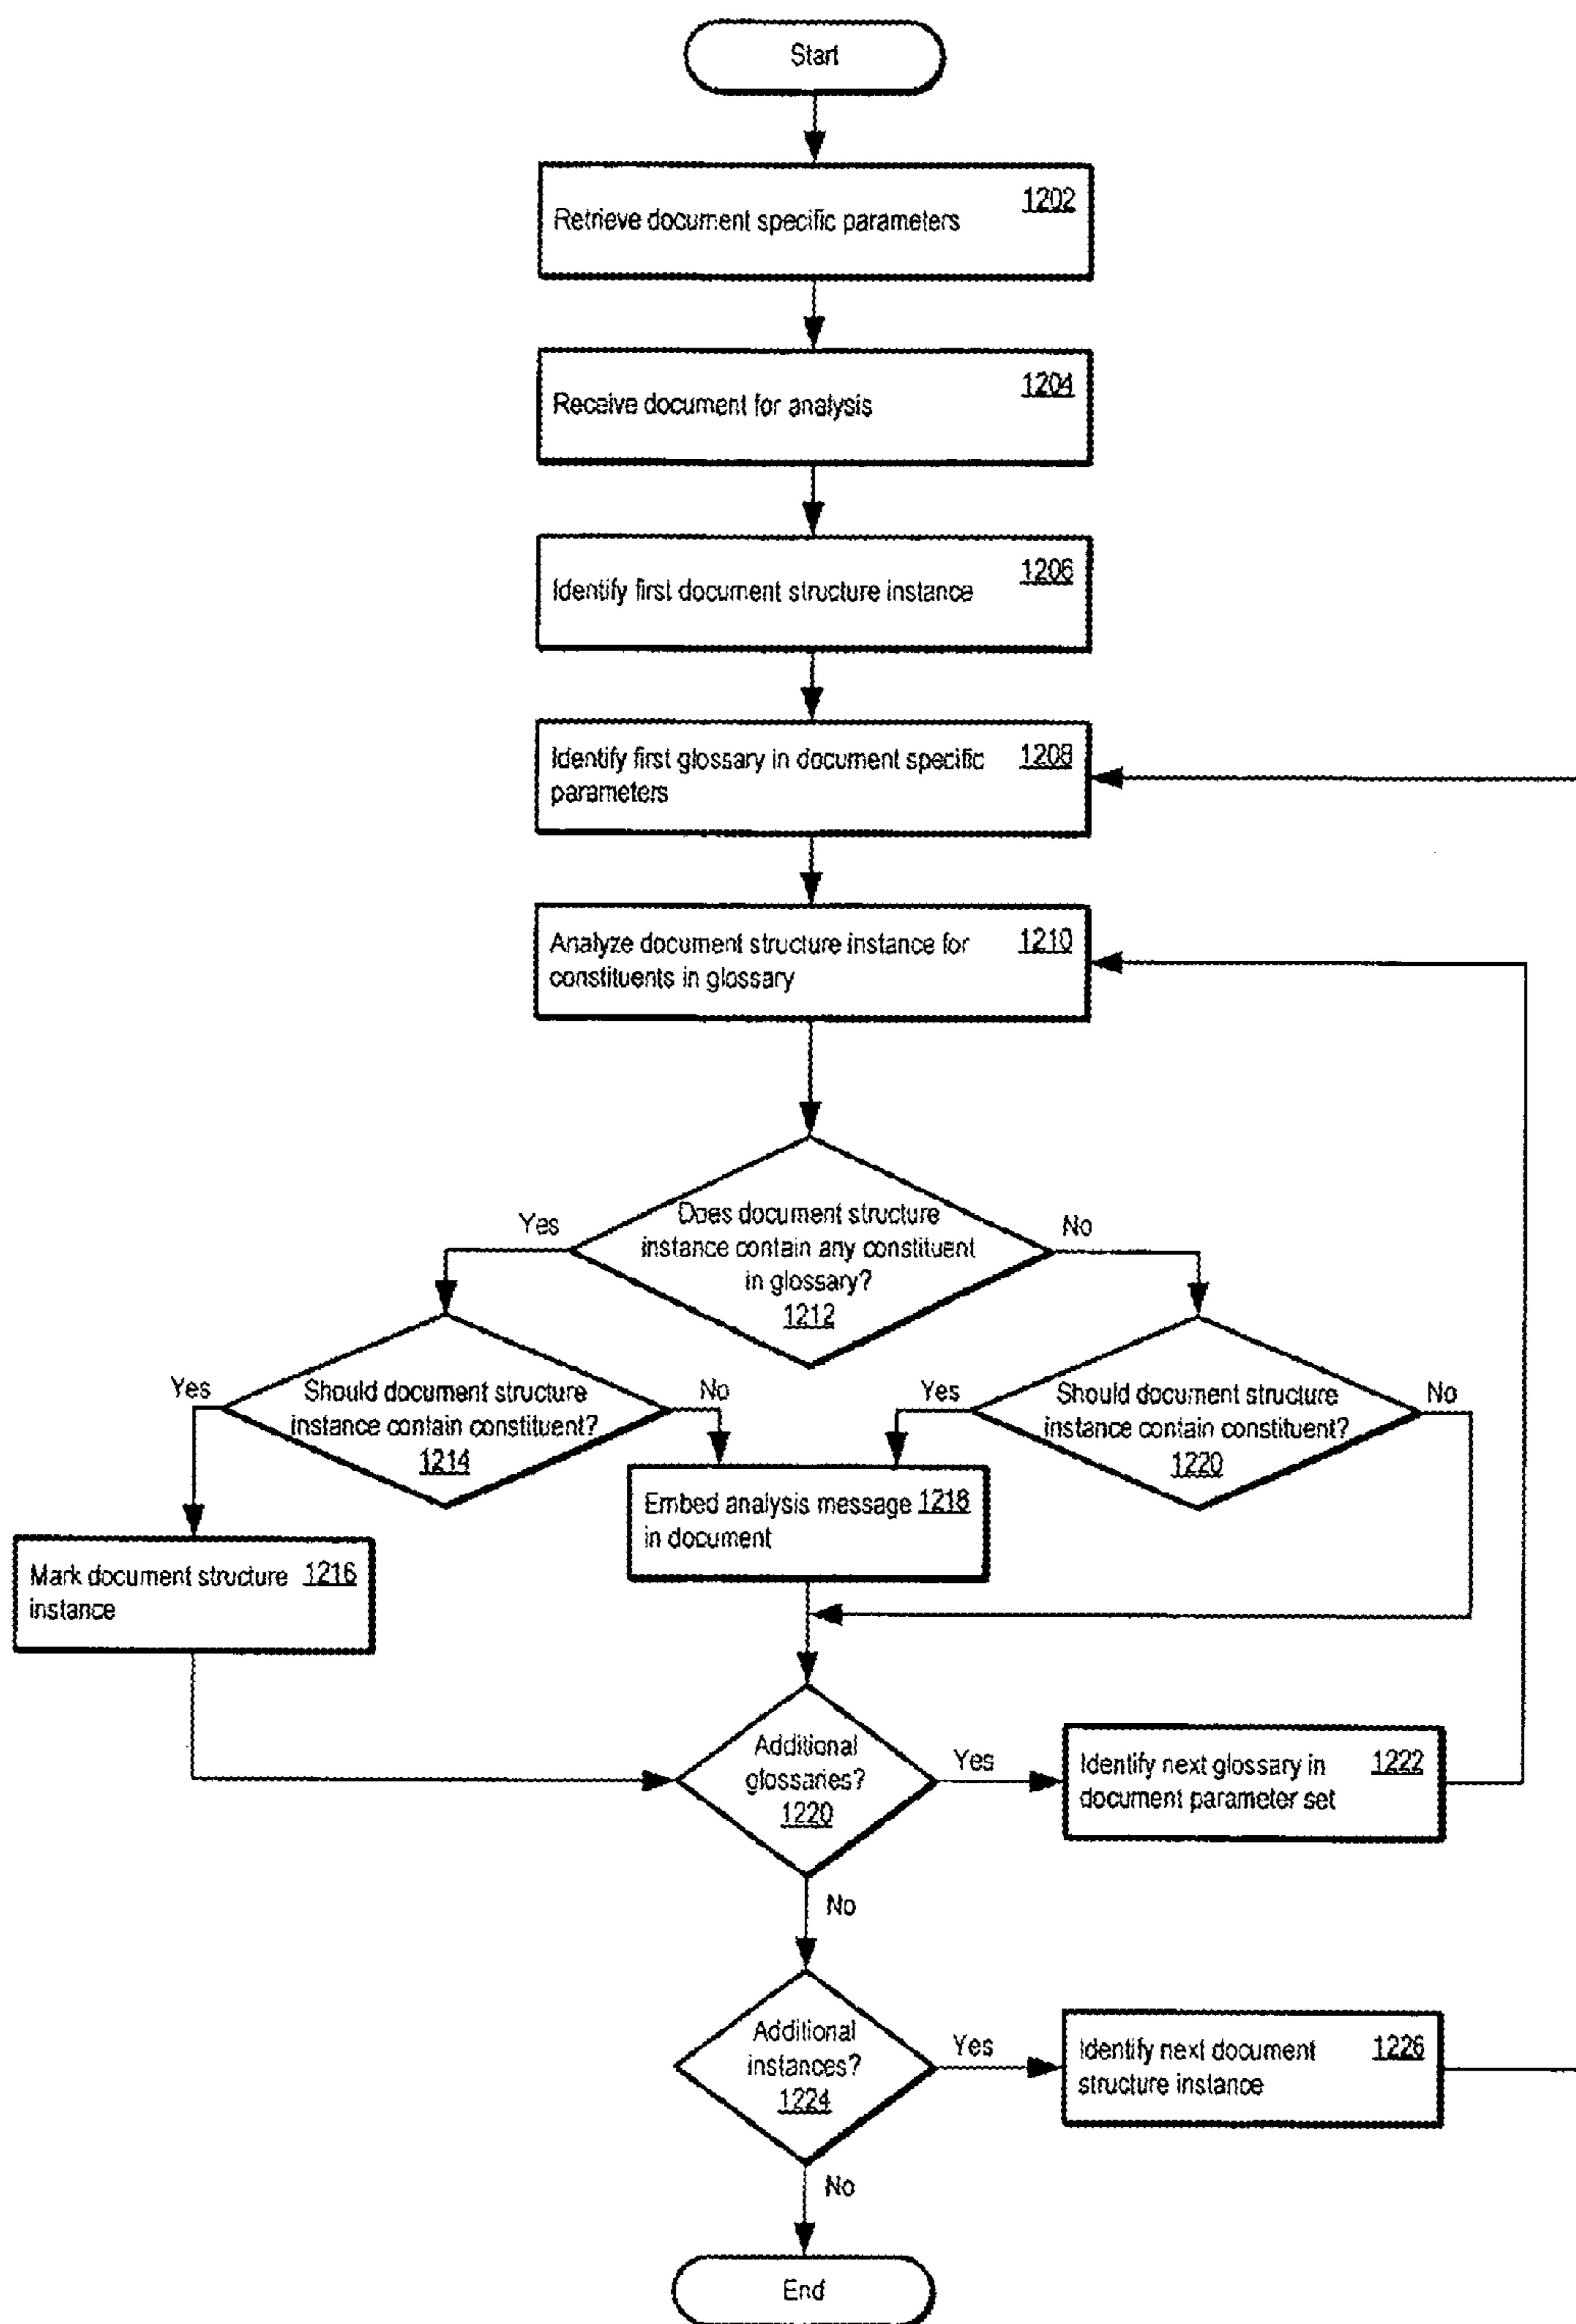 Start
1202
Retrieve document specific parameters
1204
Receive document for analysis
1206
Identify first document structure instance
Identify first glossary in document specific 1208
parameters
Analyze document structure instance for 1210
constituents in glossary
Does document structure
instance contain any constituent
in glossary?
1212
Yes
No
Should document structure
instance contain constituent?
1214
Yes
No
Should document structure
instance contain constituent?
1220
Yes
No
Embed analysis message 1218
in document
Mark document structure 1216
instance
Additional
glossaries?
1220
Yes
Identify next glossary in 1222
document parameter set
No
Additional
instances?
1224
Yes
Identify next document 1226
structure instance
No
End